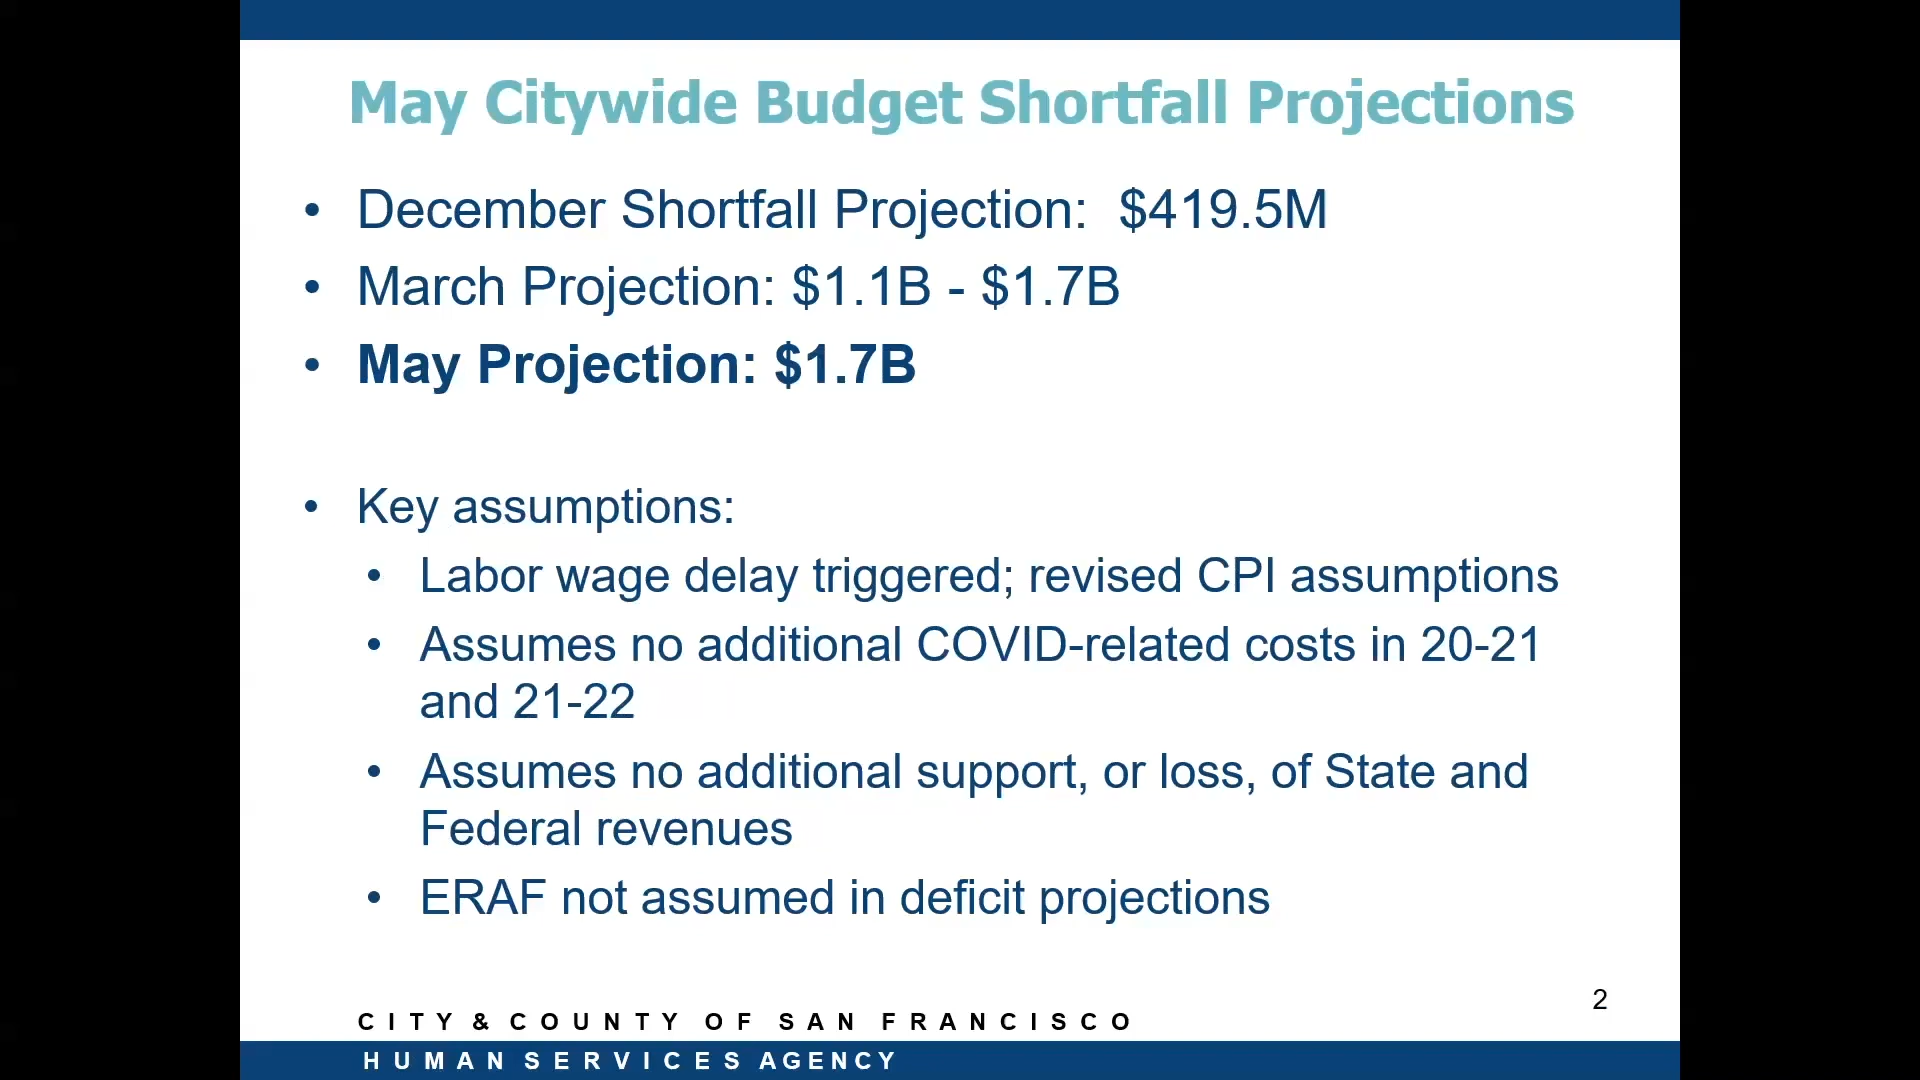 May Citywide Budget Shortfall Projections
• December Shortfall Projection:  $419.5M
• March Projection: $1.1B - $1.7B
• May Projection: $1.7B
• Key assumptions:
• Labor wage delay triggered; revised CPI assumptions
• Assumes no additional COVID-related costs in 20-21
and 21-22
• Assumes no additional support, or loss, of State and
Federal revenues
• ERAF not assumed in deficit projections
2
CITY & COUNTY OF SAN FRANCISCO
HUMAN SERVICES AGENCY